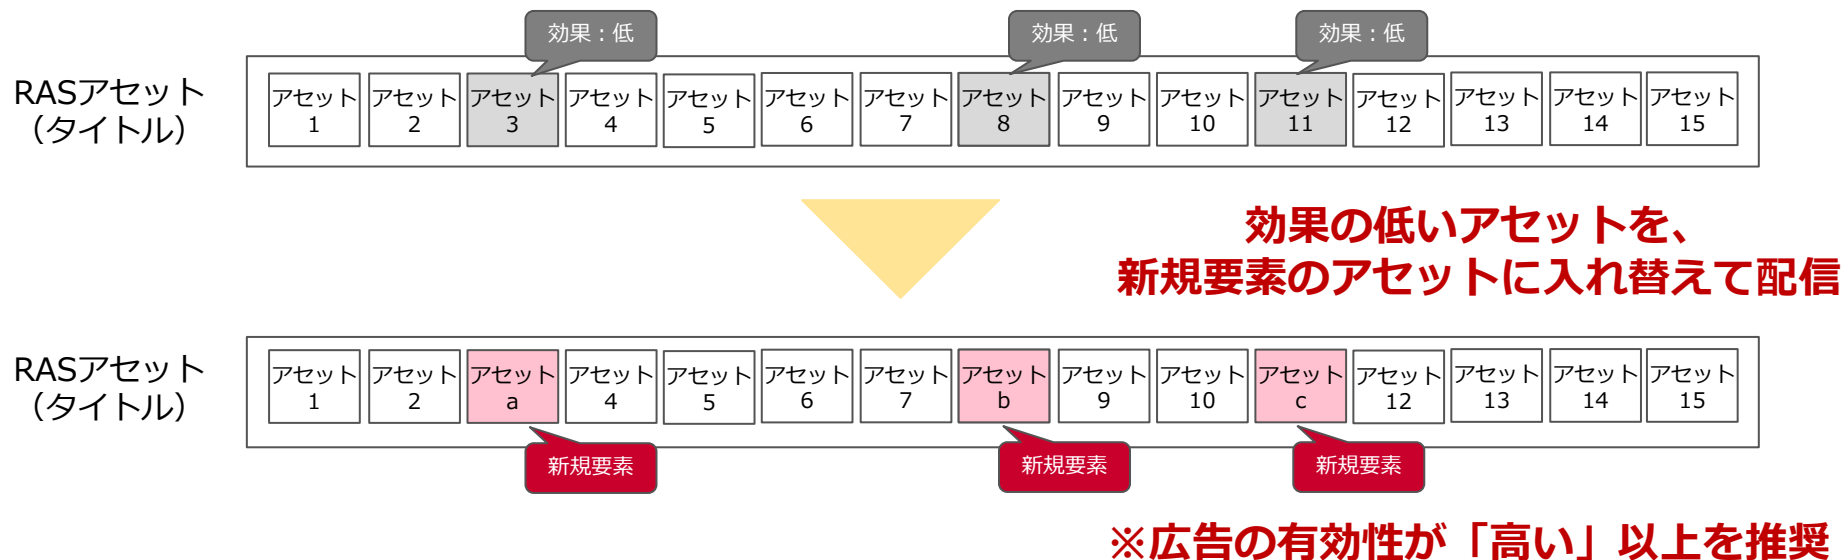 効果：低
効果：低
効果：低
RASアセット
（タイトル）
アセット
1
アセット
2
アセット
3
アセット
4
アセット
5
アセット
6
アセット
7
アセット
8
アセット
9
アセット
10
アセット
11
アセット
12
アセット
13
アセット
14
アセット
15
効果の低いアセットを、
新規要素のアセットに入れ替えて配信
RASアセット
（タイトル）
アセット
1
アセット
2
アセット
a
アセット
4
アセット
5
アセット
6
アセット
7
アセット
b
アセット
9
アセット
10
アセット
c
アセット
12
アセット
13
アセット
14
アセット
15
新規要素
新規要素
新規要素
※広告の有効性が「高い」以上を推奨